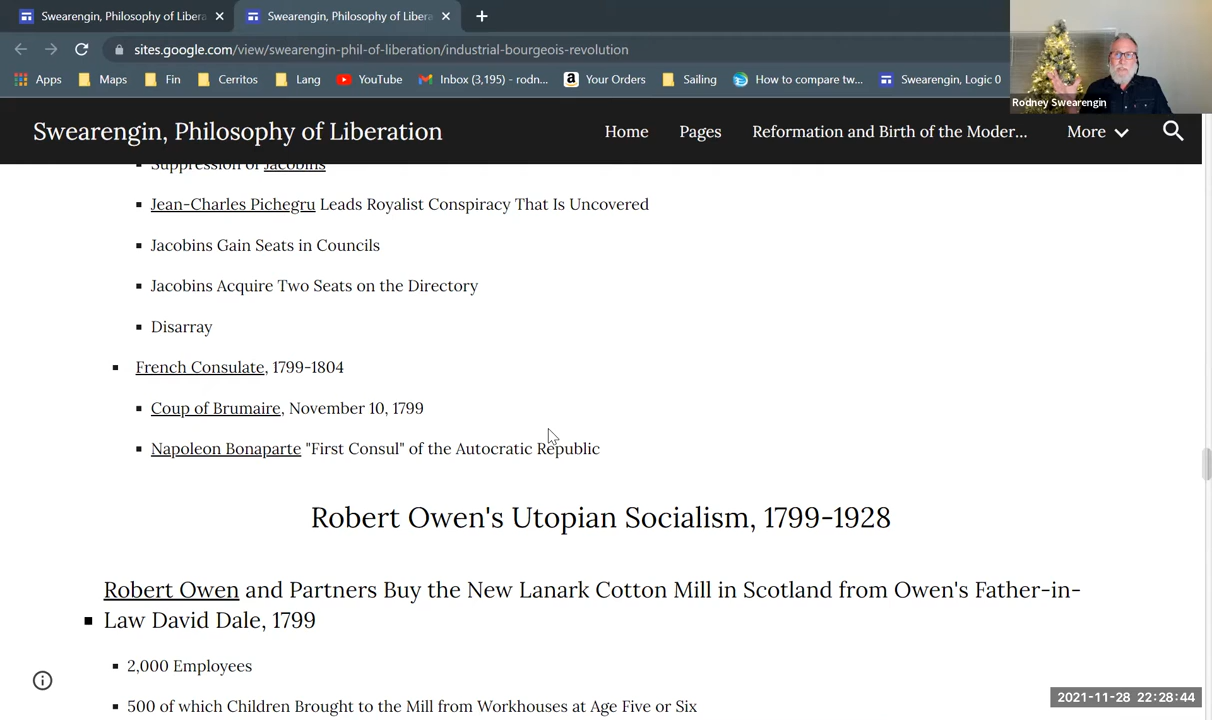 Swearengin, Philosophy of Libera
Swearengin, Philosophy of Libera
sites.google.com/view/swearengin-phil-of-liberation/industrial-bourgeois-revolution
Apps Maps Fin Cerritos Lang YouTube Inbox (3,195) - rodn... Your Orders Sailing How to compare tw... Swearengin, Logic 0
Rodney Swearengin
Swearengin, Philosophy of Liberation
Home Pages Reformation and Birth of the Moder... More
Suppression of Jacobins
Jean-Charles Pichegru Leads Royalist Conspiracy That Is Uncovered
Jacobins Gain Seats in Councils
Jacobins Acquire Two Seats on the Directory
Disarray
French Consulate, 1799-1804
Coup of Brumaire, November 10, 1799
Napoleon Bonaparte "First Consul" of the Autocratic Republic
Robert Owen's Utopian Socialism, 1799-1928
Robert Owen and Partners Buy the New Lanark Cotton Mill in Scotland from Owen's Father-in-
Law David Dale, 1799
2,000 Employees
500 of which Children Brought to the Mill from Workhouses at Age Five or Six
2021-11-28 22:28:44